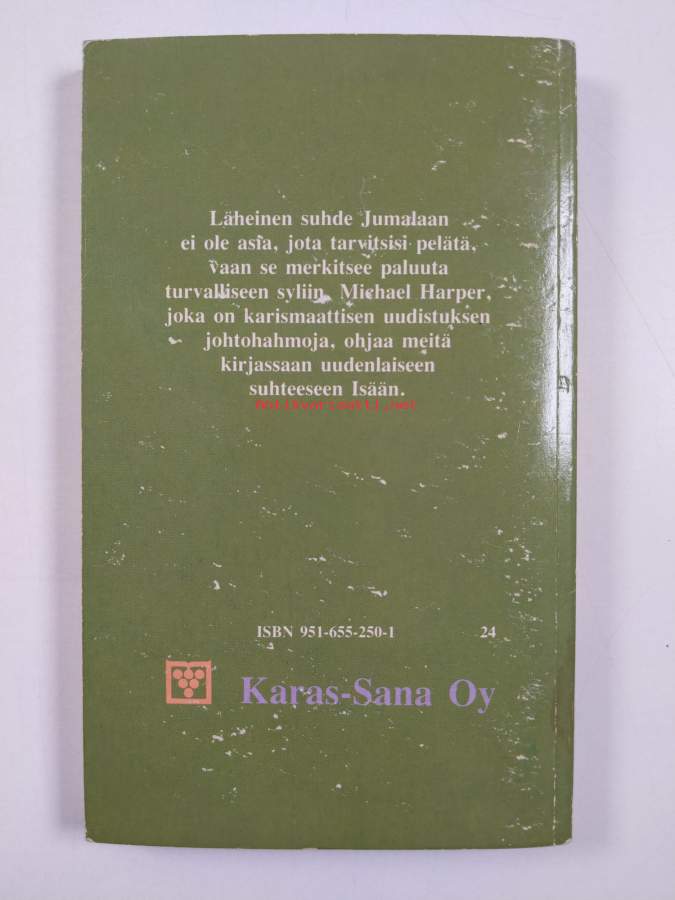 Läheinen suhde Jumalaan
ei ole asia, jota tarvitsisi pelätä,
vaan se merkitsee paluuta
turvalliseen syliin. Michael Harper,
joka on karismaattisen uudistuksen
johtohahmoja, ohjaa meitä
kirjassaan uudenlaiseen
suhteeseen Isään.
ISBN 951-655-250-1 24
Karas-Sana Oy